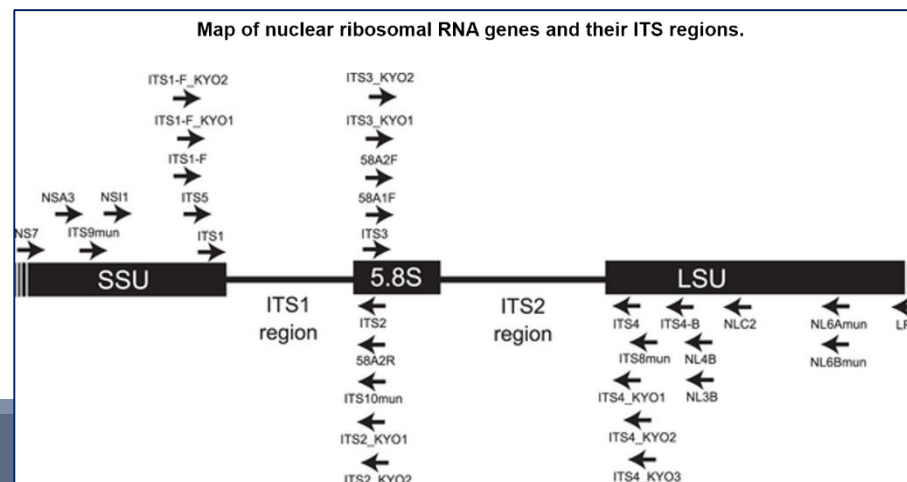 Map of nuclear ribosomal RNA genes and their ITS regions.
ITS1-F_KYO2
ITS3_KYO2
ITS1-F_KYO1
ITS3_KYO1
ITS1-F
58A2F
NSA3
NSI1
ITS5
58A1F
NS7
ITS9mun
ITS1
ITS3
SSU
5.8S
LSU
ITS1
region
ITS2
region
ITS2
ITS4
ITS4-B
NLC2
NL6Amun
58A2R
ITS8mun
NL4B
NL6Bmun
ITS10mun
ITS4_KYO1
NL3B
ITS2_KYO1
ITS4_KYO2
ITS2_KYO2
ITS4_KYO3